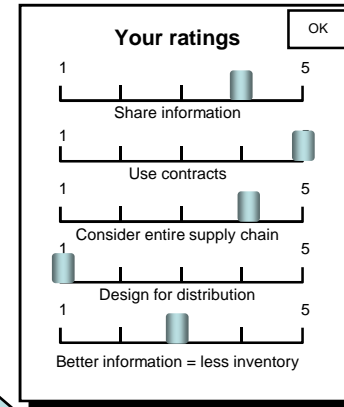 Your ratings
OK
1 5
Share information
1
Use contracts
1 5
Consider entire supply chain
1 5
Design for distribution
1 5
Better information = less inventory